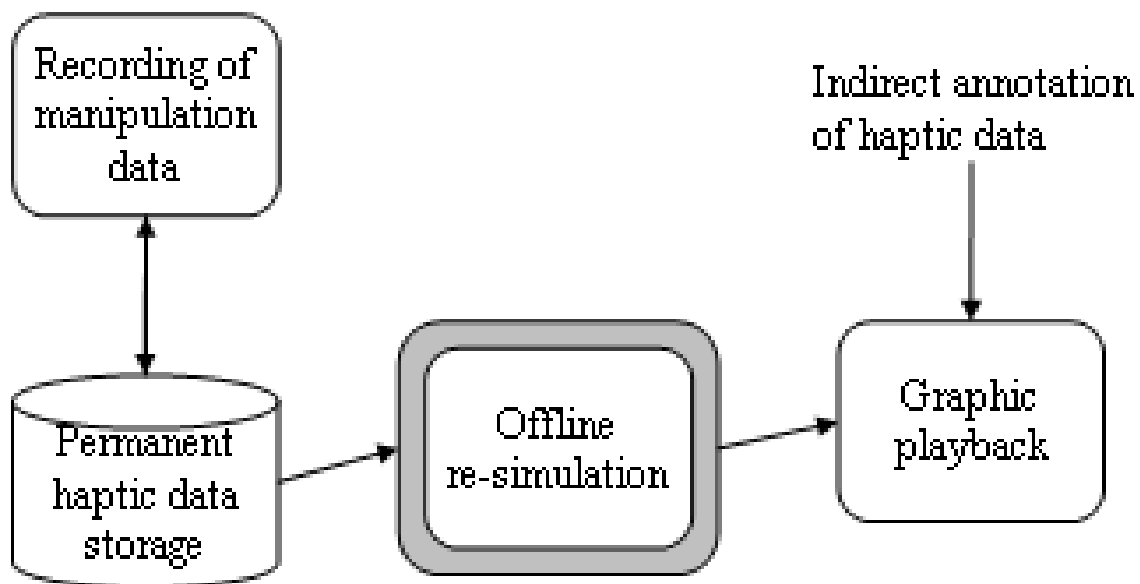 Recording of
manipulation
data
Indirect annotation
of haptic data
Permanent
haptic data
storage
Offline
re-simulation
Graphic
playback